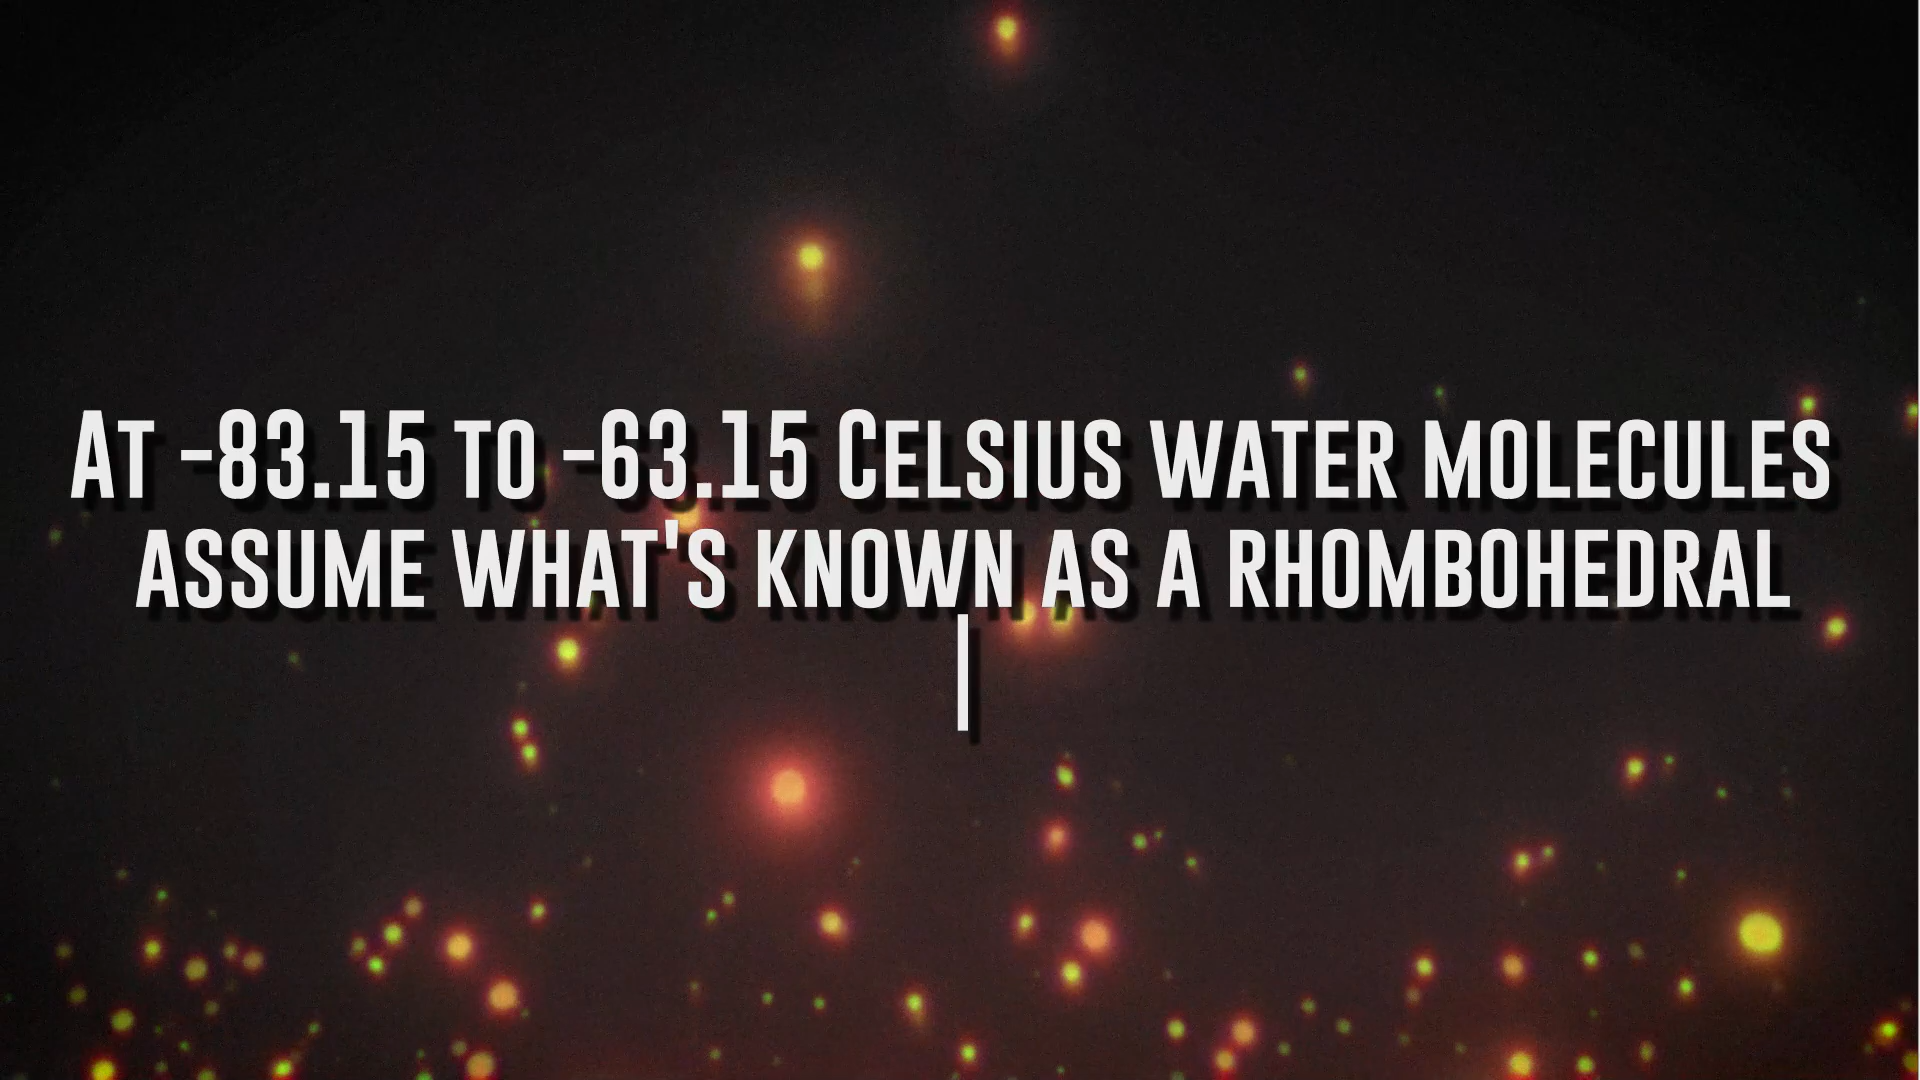 At -83.15 to -63.15 Celsius water molecules
assume what's known as a rhombohedral